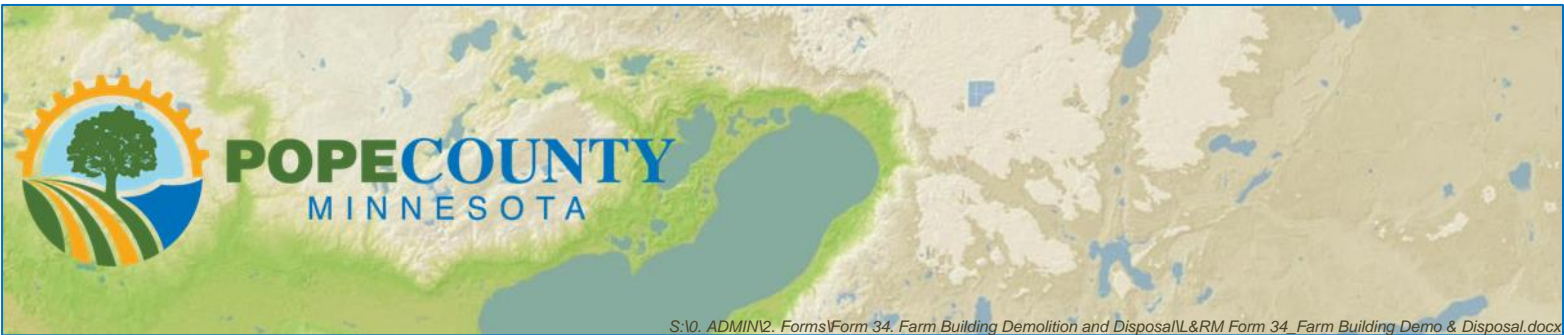 POPECOUNTY
MINNESOTA
S:\0. ADMIN\2. Forms\Form 34. Farm Building Demolition and Disposal\L&RM Form 34_Farm Building Demo & Disposal.docx